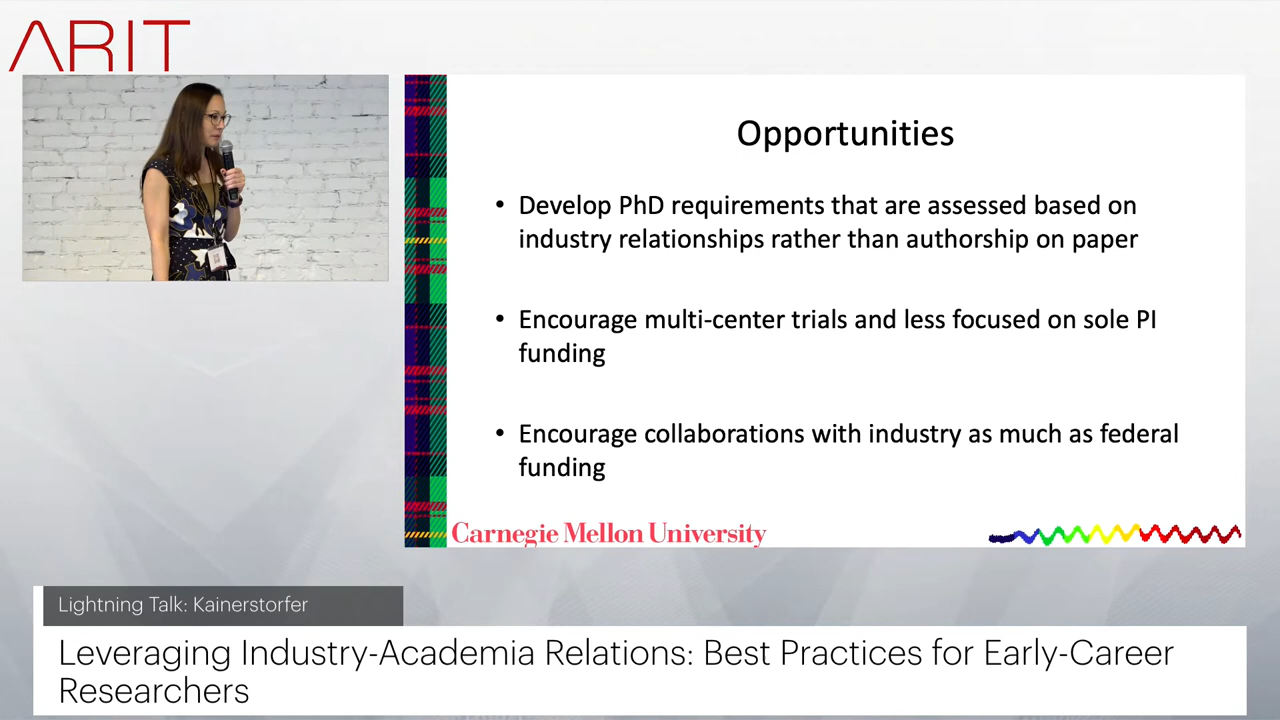 ARIT
Opportunities
• Develop PhD requirements that are assessed based on
industry relationships rather than authorship on paper
• Encourage multi-center trials and less focused on sole PI
funding
• Encourage collaborations with industry as much as federal
funding
Carnegie Mellon University
Lightning Talk: Kainerstorfer
Leveraging Industry-Academia Relations: Best Practices for Early-Career
Researchers